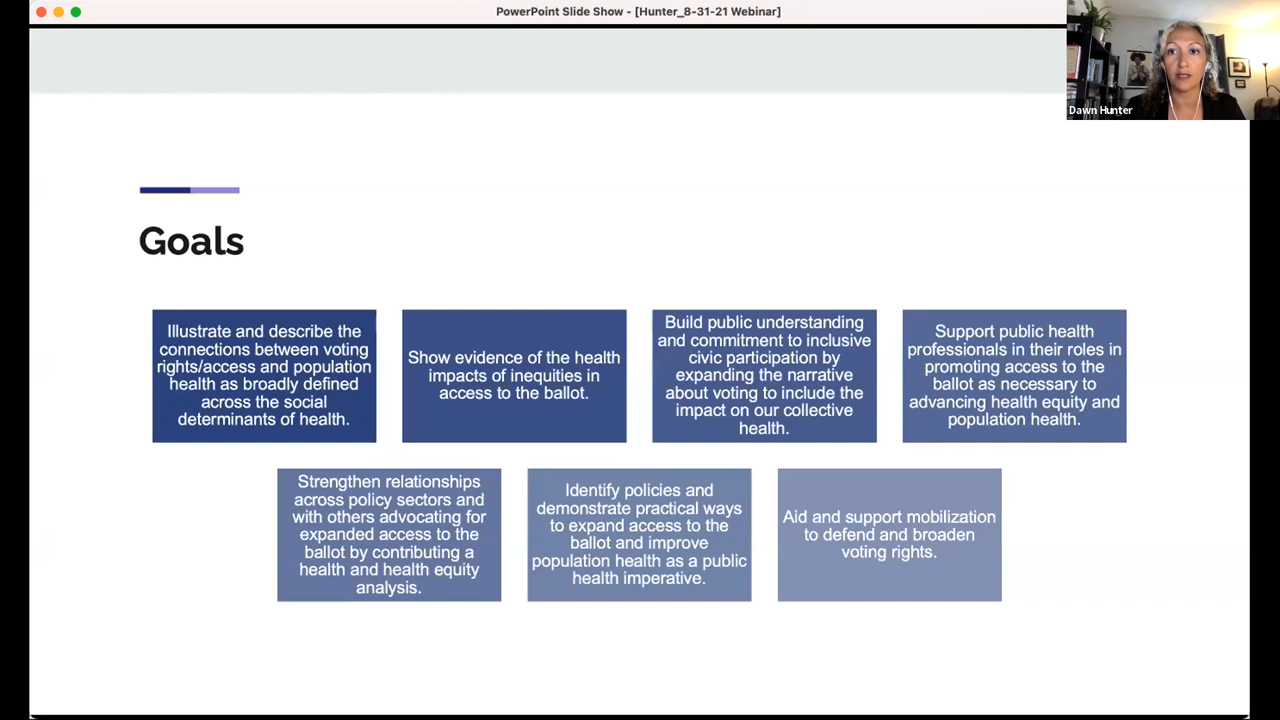 PowerPoint Slide Show - [Hunter_8-31-21 Webinar]
Dawn Hunter
Goals
Illustrate and describe the
connections between voting
rights/access and population
health as broadly defined
across the social
determinants of health.
Show evidence of the health
impacts of inequities in
access to the ballot.
Build public understanding
and commitment to inclusive
civic participation by
expanding the narrative
about voting to include the
impact on our collective
health.
Support public health
professionals in their roles in
promoting access to the
ballot as necessary to
advancing health equity and
population health.
Strengthen relationships
across policy sectors and
with others advocating for
expanded access to the
ballot by contributing a
health and health equity
analysis.
Identify policies and
demonstrate practical ways
to expand access to the
ballot and improve
population health as a public
health imperative.
Aid and support mobilization
to defend and broaden
voting rights.